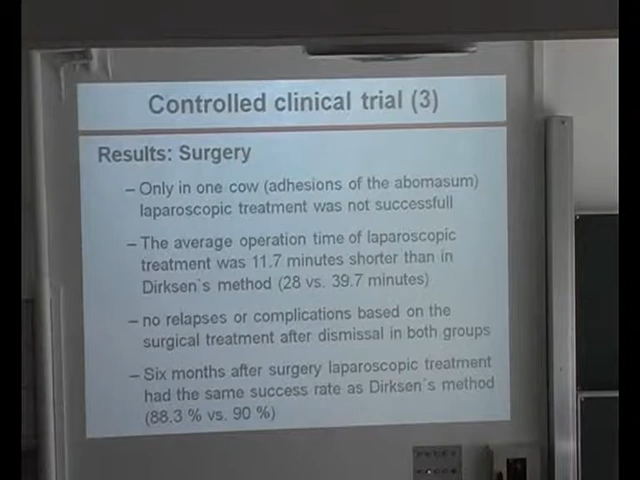 Controlled clinical trial (3)
Results: Surgery
– Only in one cow (adhesions of the abomasum)
laparoscopic treatment was not successfull
– The average operation time of laparoscopic
treatment was 11.7 minutes shorter than in
Dirksen´s method (28 vs. 39.7 minutes)
– no relapses or complications based on the
surgical treatment after dismissal in both groups
– Six months after surgery laparoscopic treatment
had the same success rate as Dirksen´s method
(88.3 % vs. 90 %)